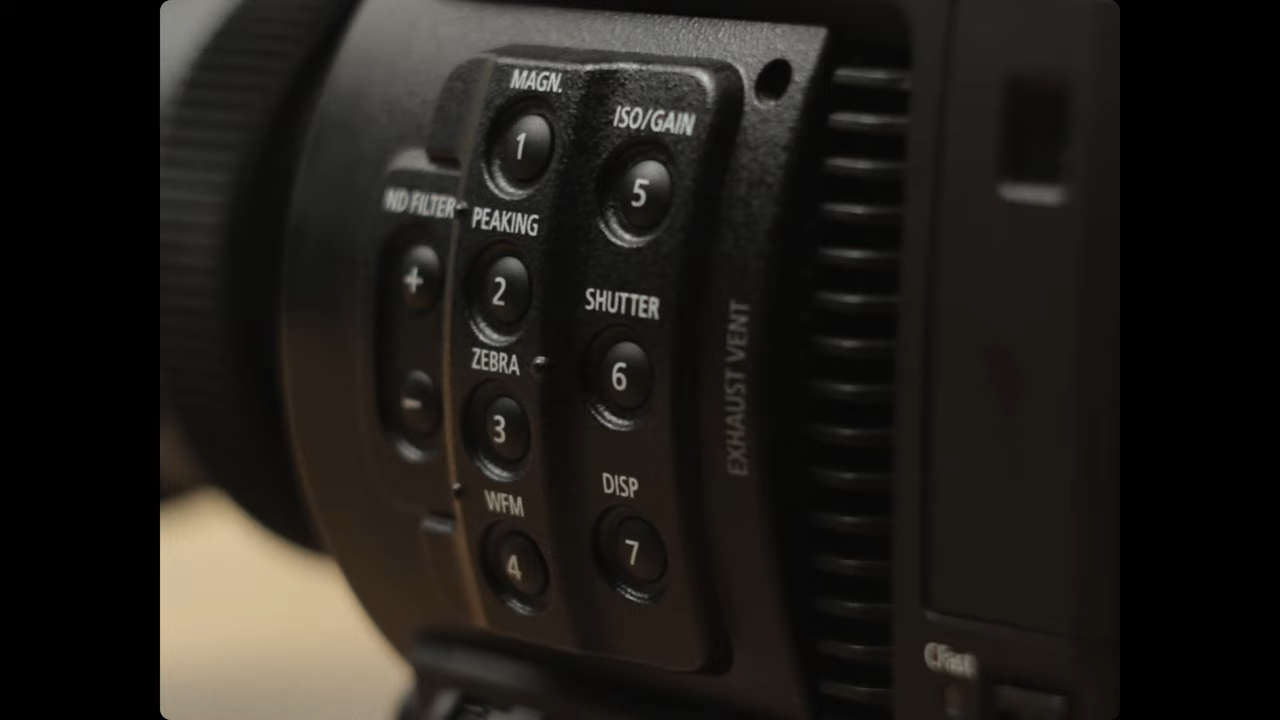 MAGN.
1
ISO/GAIN
5
ND FILTER
PEAKING
+
2
SHUTTER
6
ZEBRA
-
3
EXHAUST VENT
WFM
4
DISP
7
CFast